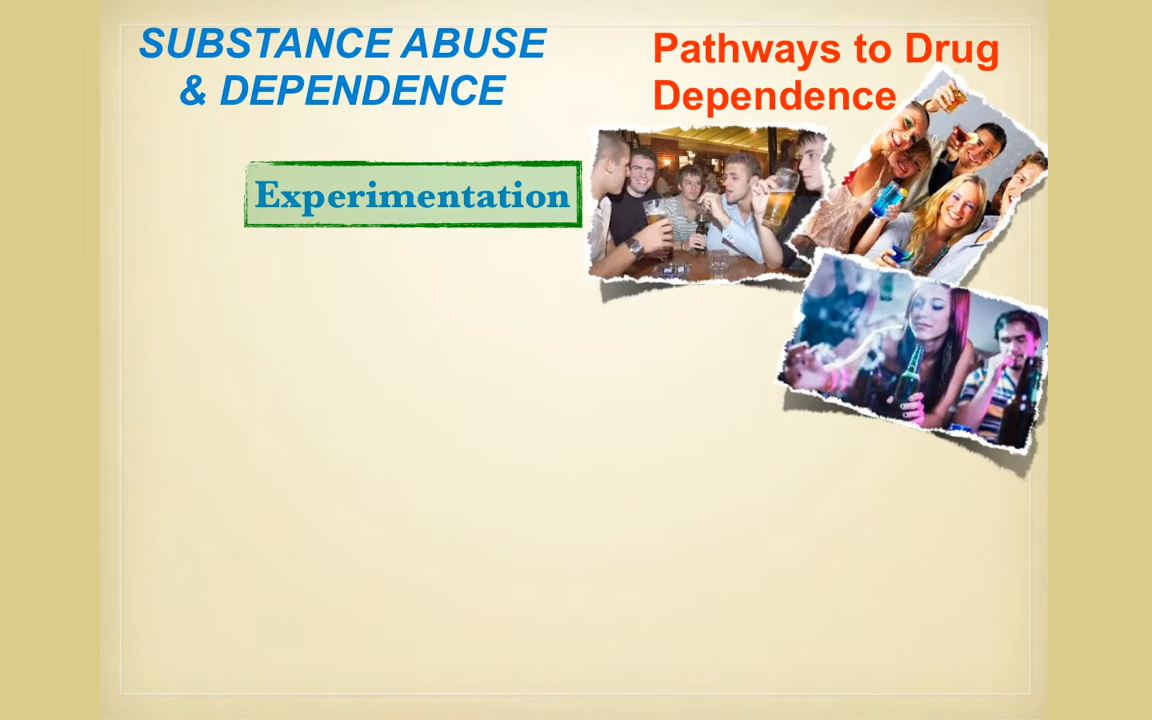 SUBSTANCE ABUSE
& DEPENDENCE
Pathways to Drug
Dependence
Experimentation